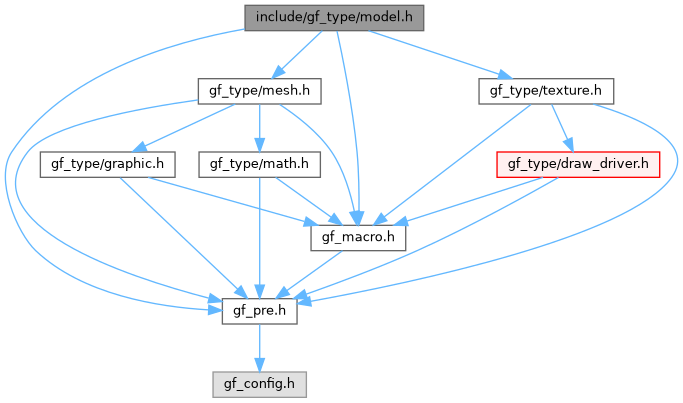 include/gf_type/model.h
gf_type/mesh.h
gf_type/texture.h
gf_type/graphic.h
gf_type/math.h
gf_type/draw_driver.h
gf_macro.h
gf_pre.h
gf_config.h